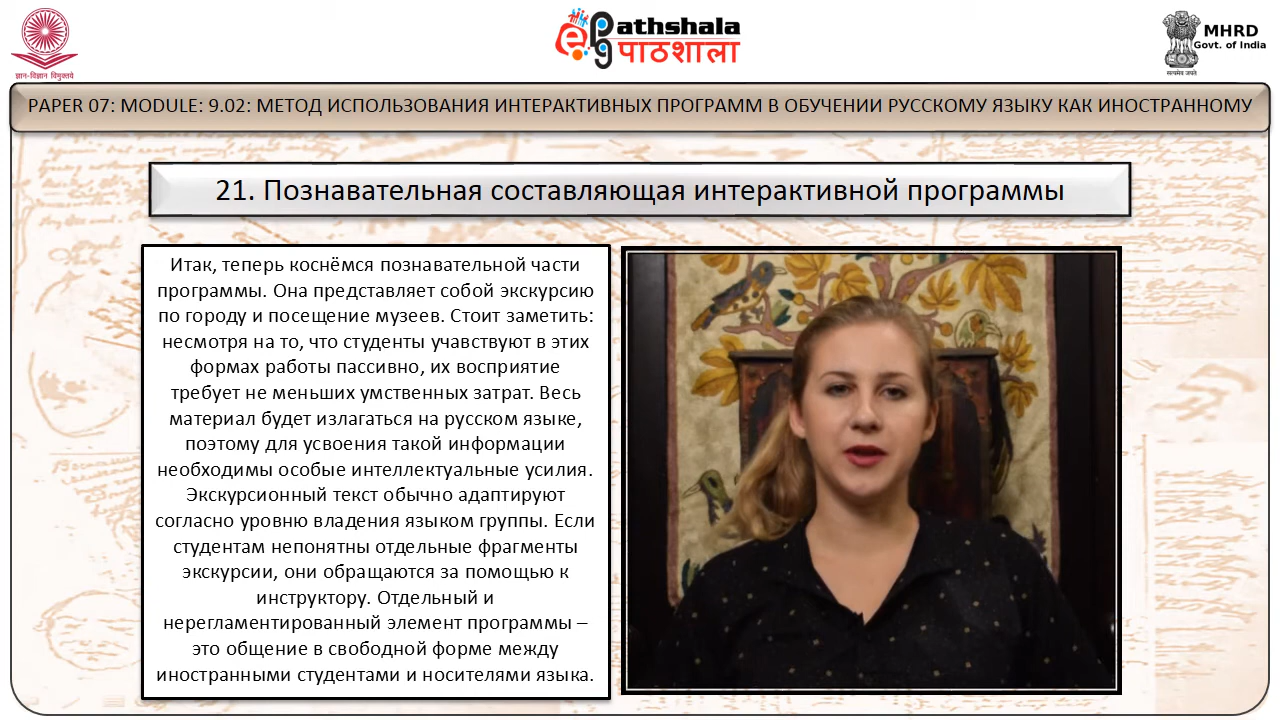 ज्ञान-विज्ञान विमुक्तये
ePG Pathshala
पाठशाला
MHRD
Govt. of India
सत्यमेव जयते
PAPER 07: MODULE: 9.02: МЕТОД ИСПОЛЬЗОВАНИЯ ИНТЕРАКТИВНЫХ ПРОГРАММ В ОБУЧЕНИИ РУССКОМУ ЯЗЫКУ КАК ИНОСТРАННОМУ
21. Познавательная составляющая интерактивной программы
Итак, теперь коснёмся познавательной части
программы. Она представляет собой экскурсию
по городу и посещение музеев. Стоит заметить:
несмотря на то, что студенты учавствуют в этих
формах работы пассивно, их восприятие
требует не меньших умственных затрат. Весь
материал будет излагаться на русском языке,
поэтому для усвоения такой информации
необходимы особые интеллектуальные усилия.
Экскурсионный текст обычно адаптируют
согласно уровню владения языком группы. Если
студентам непонятны отдельные фрагменты
экскурсии, они обращаются за помощью к
инструктору. Отдельный и
нерегламентированный элемент программы –
это общение в свободной форме между
иностранными студентами и носителями языка.